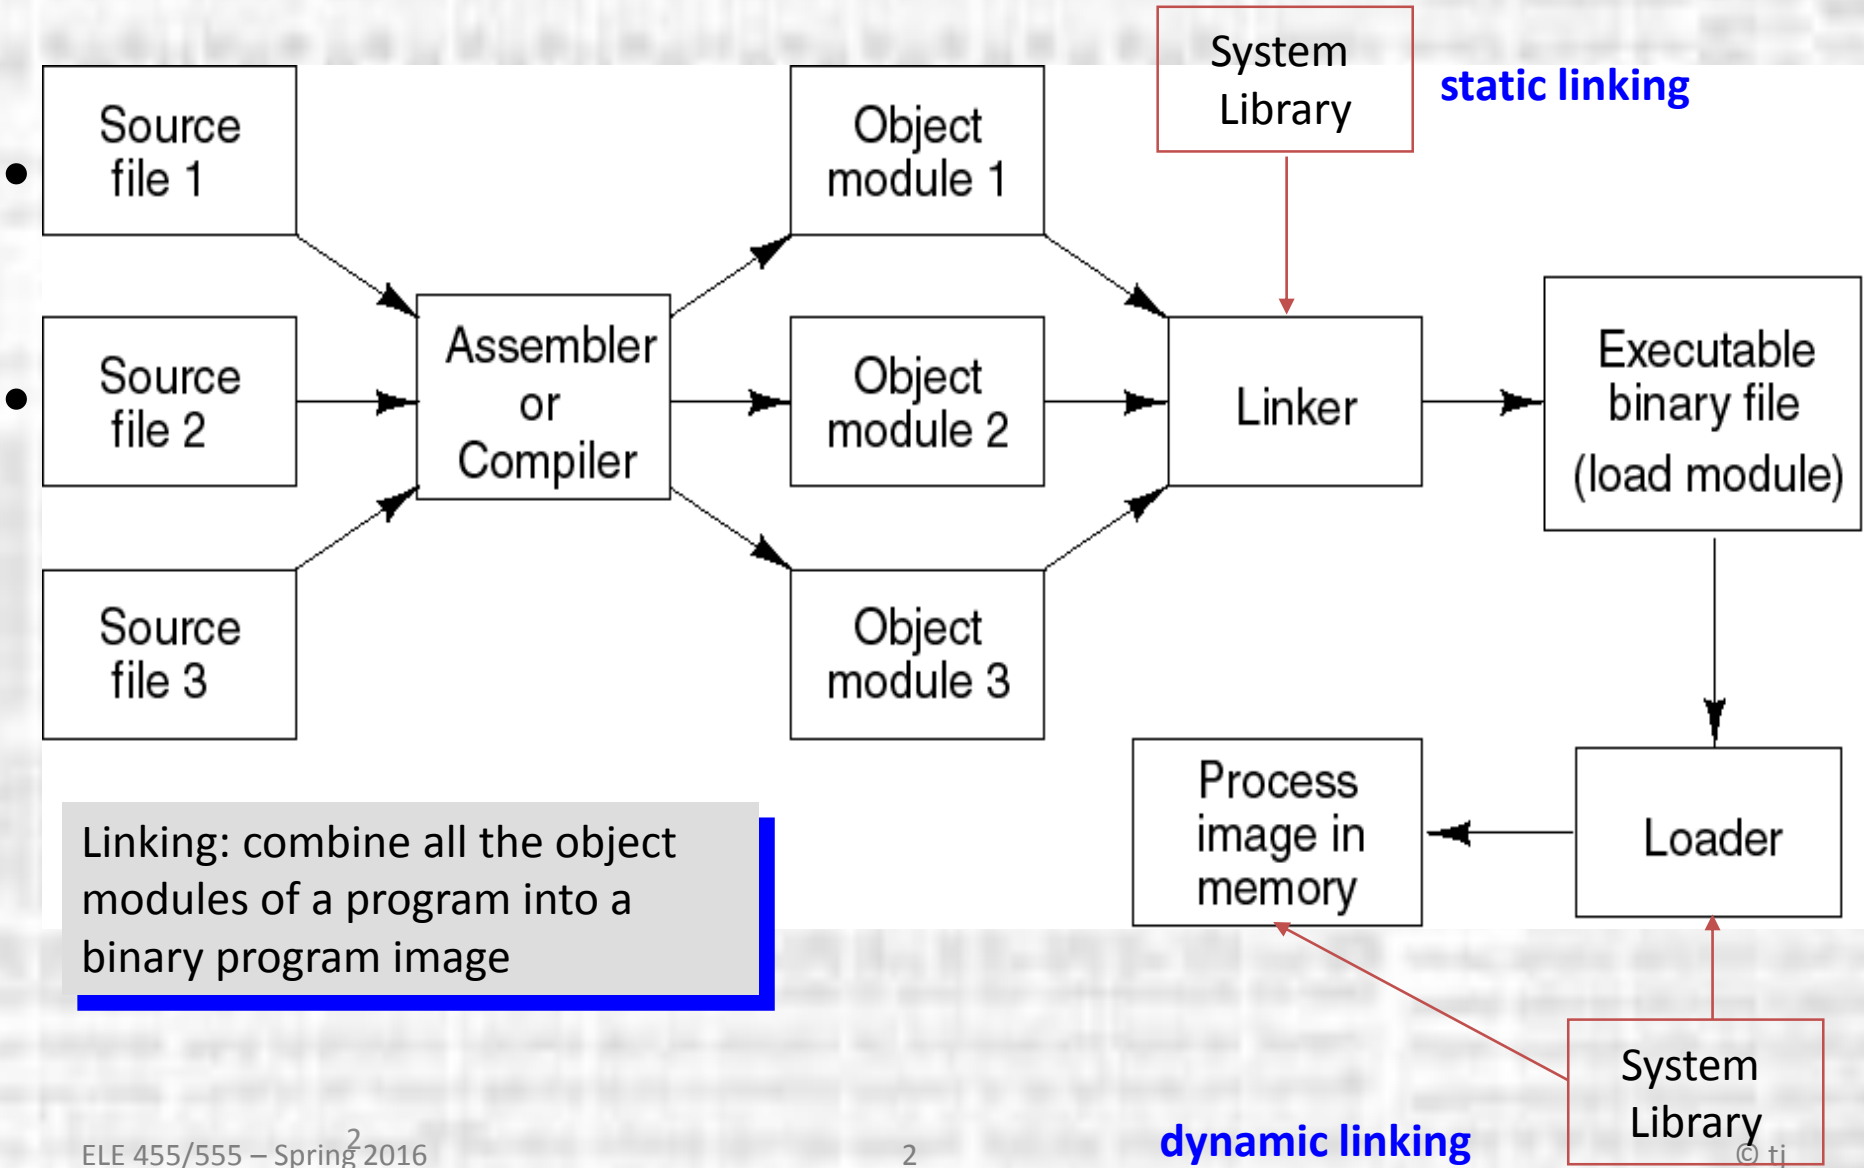 System
Library
static linking
Source
file 1
Object
module 1
Source
file 2
Assembler
or
Compiler
Object
module 2
Linker
Executable
binary file
(load module)
Source
file 3
Object
module 3
Process
image in
memory
Loader
Linking: combine all the object
modules of a program into a
binary program image
System
Library
dynamic linking
ELE 455/555 – Spring 2016
2
2
© tj